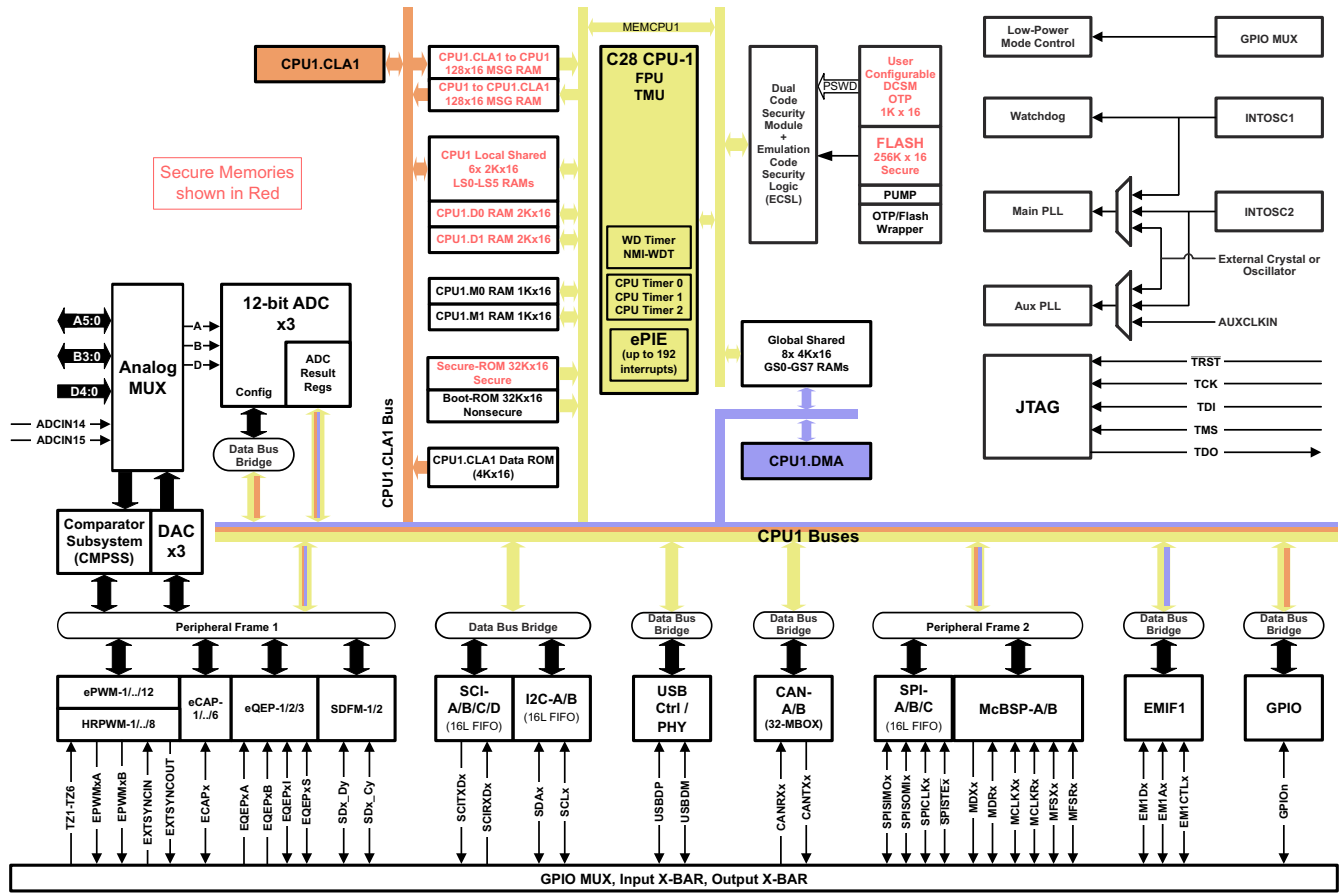 MEMCPU1
CPU1.CLA1
CPU1.CLA1 to CPU1
128x16 MSG RAM
CPU1 to CPU1.CLA1
128x16 MSG RAM
C28 CPU-1
FPU
TMU
Dual
Code
Security
Module
+
Emulation
Code
Security
Logic
(ECSL)
PSWD
User
Configurable
DCSM
OTP
1K x 16
FLASH
256K x 16
Secure
PUMP
OTP/Flash
Wrapper
Low-Power
Mode Control
GPIO MUX
Watchdog
INTOSC1
Main PLL
INTOSC2
External Crystal or
Oscillator
Aux PLL
AUXCLKIN
Secure Memories
shown in Red
CPU1 Local Shared
6x 2Kx16
LS0-LS5 RAMs
CPU1.D0 RAM 2Kx16
CPU1.D1 RAM 2Kx16
WD Timer
NMI-WDT
CPU Timer 0
CPU Timer 1
CPU Timer 2
ePIE
(up to 192
interrupts)
CPU1.M0 RAM 1Kx16
CPU1.M1 RAM 1Kx16
Secure-ROM 32Kx16
Secure
Boot-ROM 32Kx16
Nonsecure
CPU1.CLA1 Data ROM
(4Kx16)
CPU1.CLA1 Bus
Global Shared
8x 4Kx16
GS0-GS7 RAMs
CPU1.DMA
JTAG
TRST
TCK
TDI
TMS
TDO
A5:0
B3:0
D4:0
ADCIN14
ADCIN15
Analog
MUX
A
B
D
12-bit ADC
x3
ADC
Result
Regs
Config
Data Bus
Bridge
Comparator
Subsystem
(CMPSS)
DAC
x3
CPU1 Buses
Peripheral Frame 1
Data Bus Bridge
Data Bus
Bridge
Data Bus
Bridge
Peripheral Frame 2
Data Bus
Bridge
Data Bus
Bridge
ePWM-1/../12
HRPWM-1/../8
eCAP-
1/../6
eQEP-1/2/3
SDFM-1/2
SCI-
A/B/C/D
(16L FIFO)
I2C-A/B
(16L FIFO)
USB
Ctrl /
PHY
CAN-
A/B
(32-MBOX)
SPI-
A/B/C
(16L FIFO)
McBSP-A/B
EMIF1
GPIO
TZ1-TZ6
EPWMxA
EPWMxB
EXTSYNCIN
EXTSYNCOUT
ECAPx
EQEPxA
EQEPxB
EQEPxI
EQEPxS
SDx_Dy
SDx_Cy
SCITXDx
SCIRXDx
SDAx
SCLx
USBDP
USBDM
CANRXx
CANTXx
SPISIMOx
SPISOMIx
SPICLKx
SPISTEx
MDXx
MDRx
MCLKXx
MCLKRx
MFSXx
MFSRx
EM1Dx
EM1Ax
EM1CTLx
GPIOn
GPIO MUX, Input X-BAR, Output X-BAR